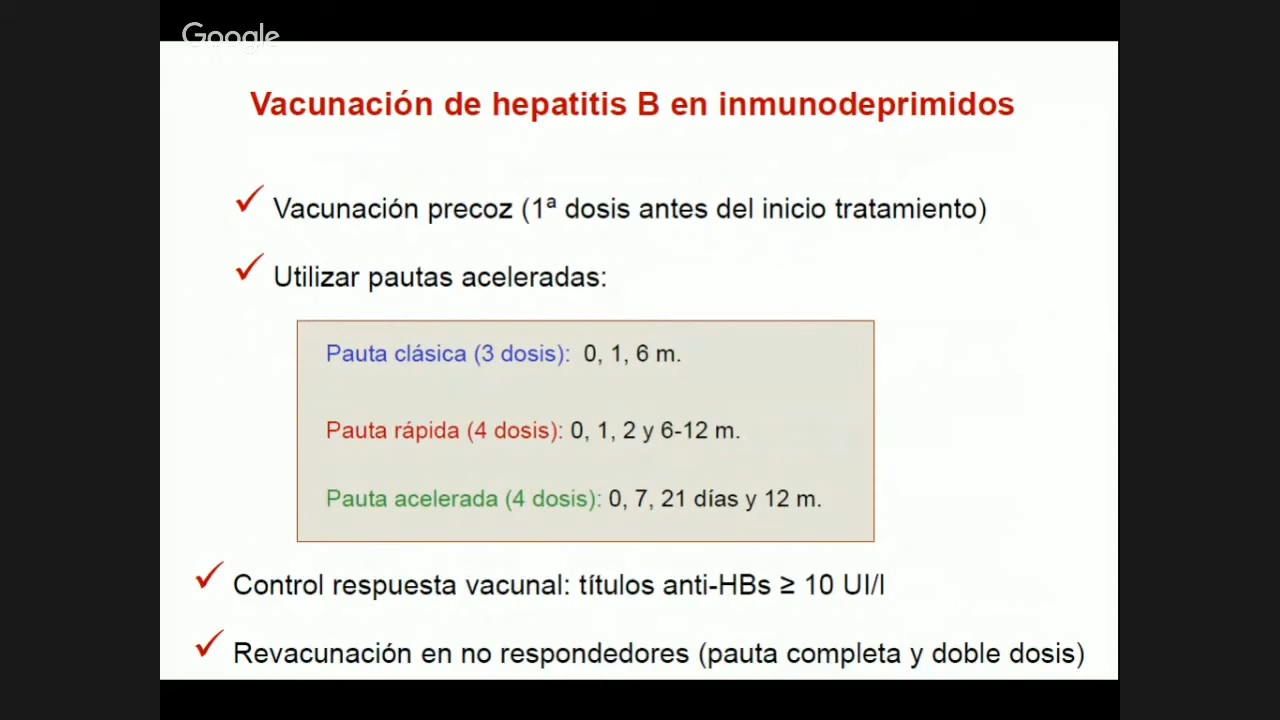 Google
Vacunación de hepatitis B en inmunodeprimidos
Vacunación precoz (1ª dosis antes del inicio tratamiento)
Utilizar pautas aceleradas:
Pauta clásica (3 dosis): 0, 1, 6 m.
Pauta rápida (4 dosis): 0, 1, 2 y 6-12 m.
Pauta acelerada (4 dosis): 0, 7, 21 días y 12 m.
Control respuesta vacunal: títulos anti-HBs ≥ 10 UI/l
Revacunación en no respondedores (pauta completa y doble dosis)